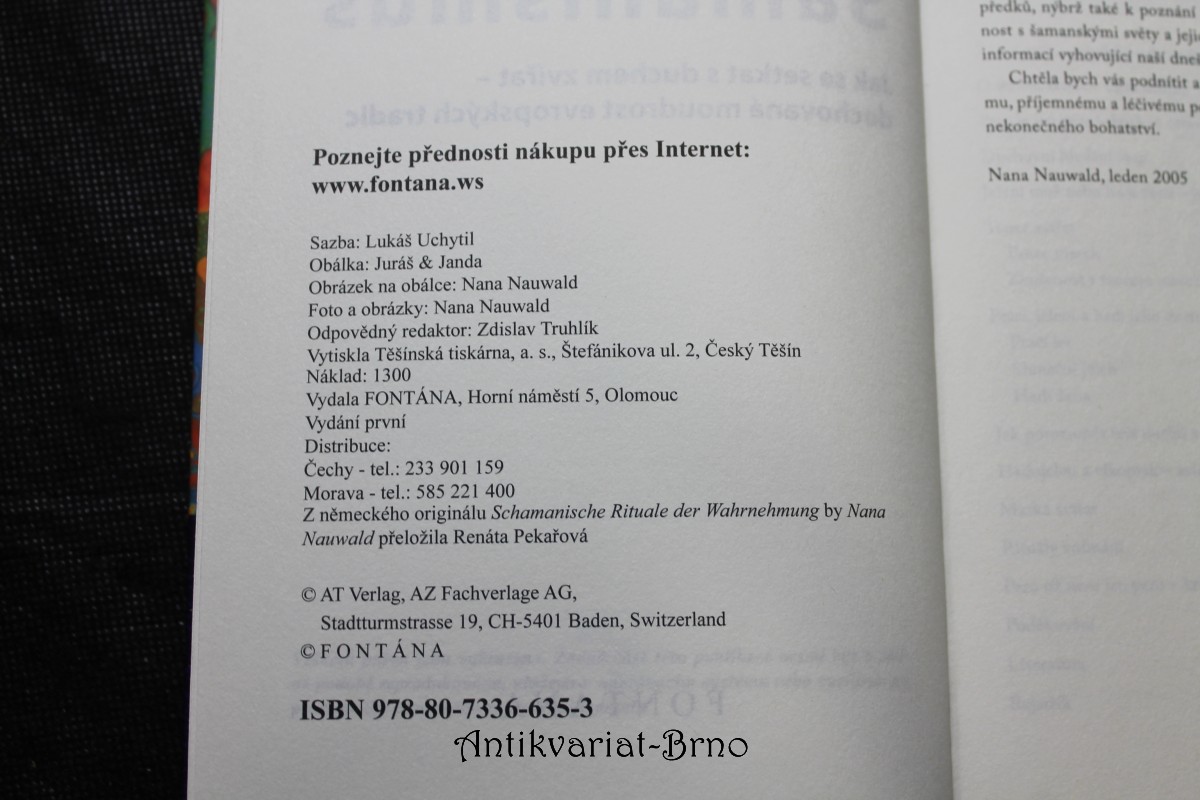 Poznejte přednosti nákupu přes Internet:
www.fontana.ws
Sazba: Lukáš Uchytil
Obálka: Juráš & Janda
Obrázek na obálce: Nana Nauwald
Foto a obrázky: Nana Nauwald
Odpovědný redaktor: Zdislav Truhlík
Vytiskla Těšínská tiskárna, a. s., Štefánikova ul. 2, Český Těšín
Náklad: 1300
Vydala FONTÁNA, Horní náměstí 5, Olomouc
Vydání první
Distribuce:
Čechy - tel.: 233 901 159
Morava - tel.: 585 221 400
Z německého originálu Schamanische Rituale der Wahrnehmung by Nana
Nauwald přeložila Renáta Pekařová
© AT Verlag, AZ Fachverlage AG,
Stadtturmstrasse 19, CH-5401 Baden, Switzerland
© FONTÁNA
ISBN 978-80-7336-635-3
Antikvariat-Brno
předků, nýbrž také k poznání
nost s šamanskými světy a jejic
informací vyhovující naší dneš
Chtěla bych vás podnítit a
mu, příjemnému a léčivému p
nekonečného bohatství.
Nana Nauwald, leden 2005